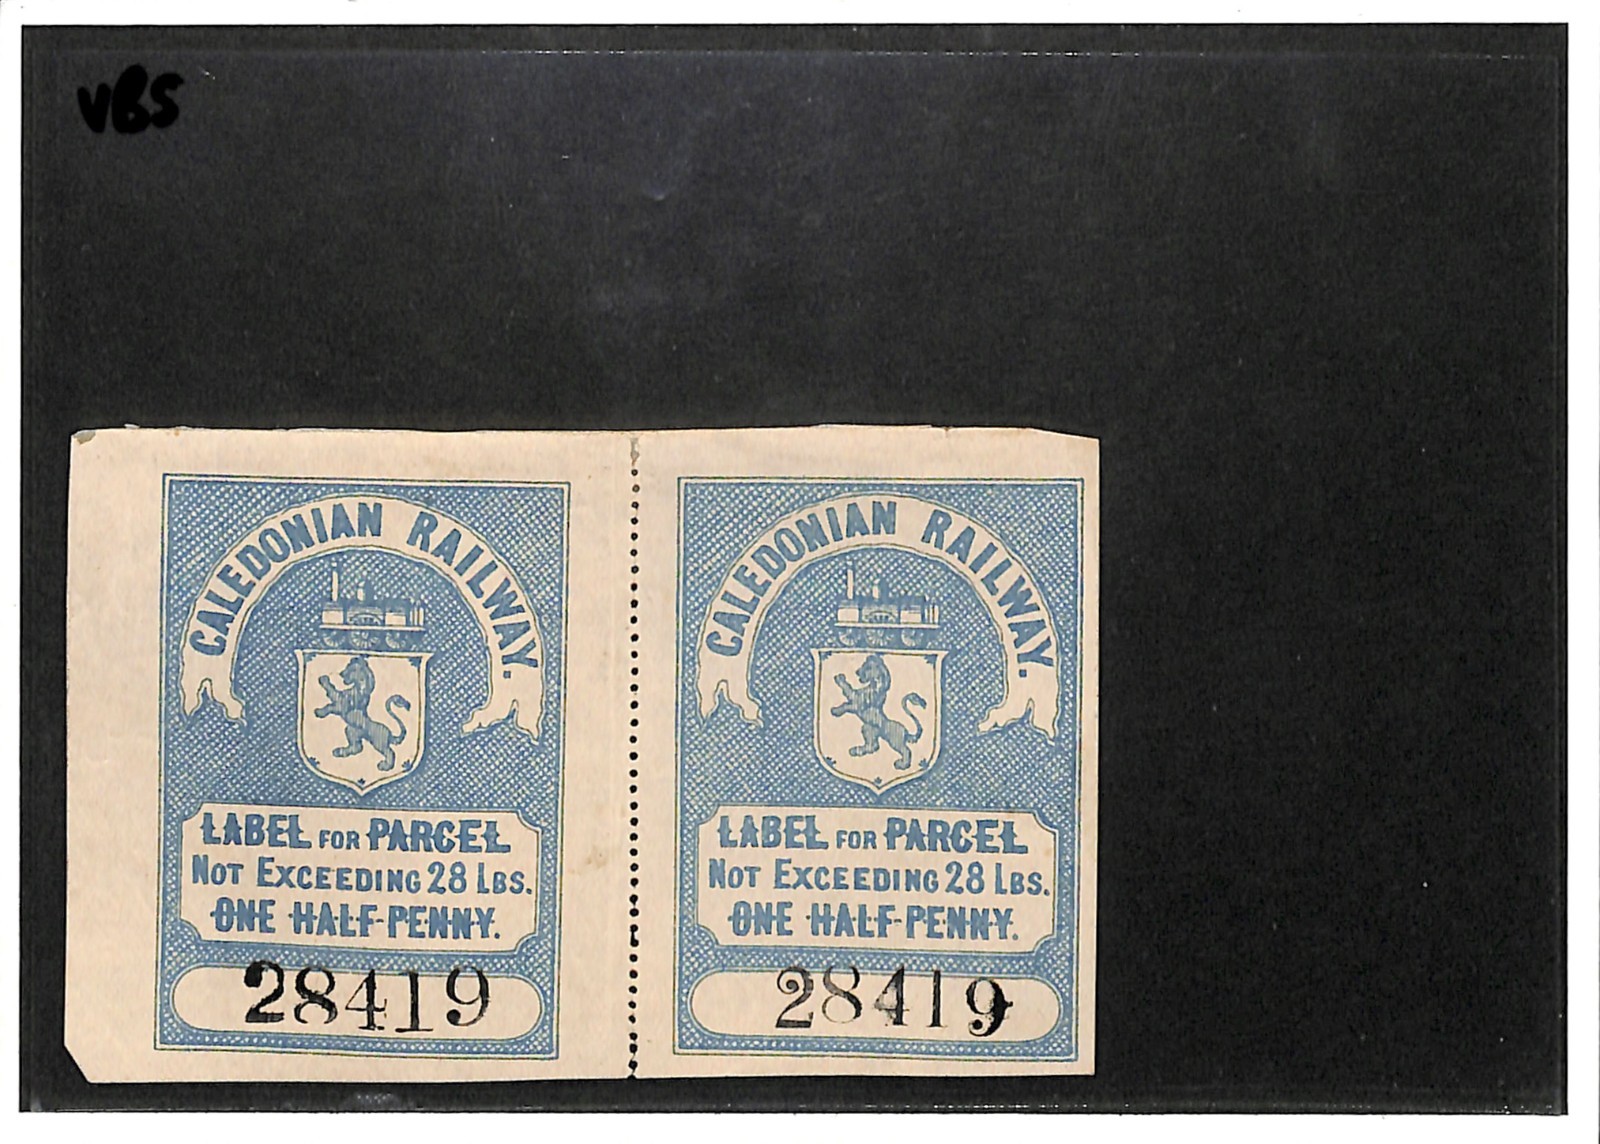 VBS
CALEDONIAN RAILWAY.
LABEL FOR PARCEL
NOT EXCEEDING 28 LBS.
ONE HALF-PENNY.
28419
CALEDONIAN RAILWAY.
LABEL FOR PARCEL
NOT EXCEEDING 28 LBS.
ONE HALF-PENNY.
28419